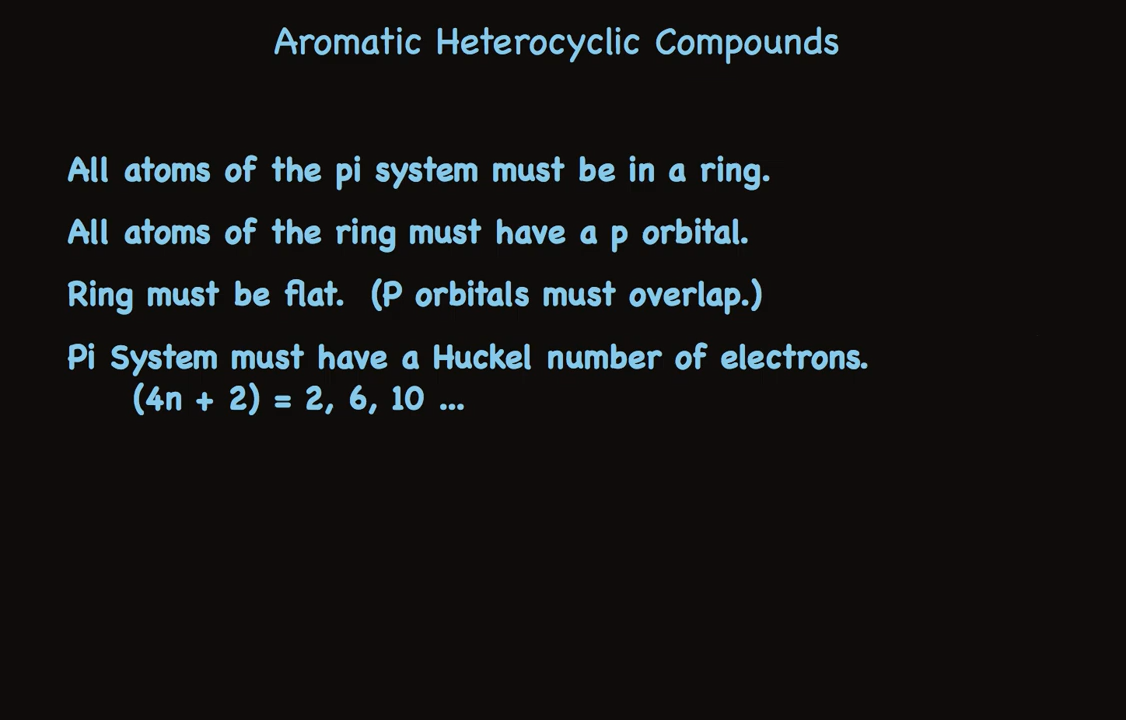 Aromatic Heterocyclic Compounds
All atoms of the pi system must be in a ring.
All atoms of the ring must have a p orbital.
Ring must be flat. (P orbitals must overlap.)
Pi System must have a Huckel number of electrons.
(4n + 2) = 2, 6, 10 ...